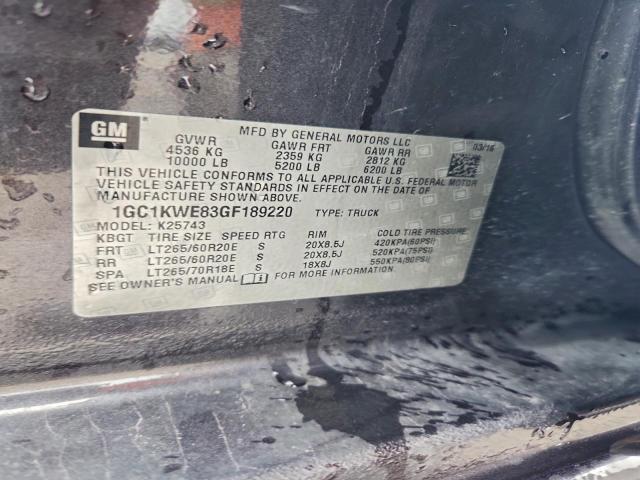 GM
MFD BY GENERAL MOTORS LLC 03/16
GVWR GAWR FRT GAWR RR
4536 KG 2359 KG 2812 KG
10000 LB 5200 LB 6200 LB
THIS VEHICLE CONFORMS TO ALL APPLICABLE U.S. FEDERAL MOTOR
VEHICLE SAFETY STANDARDS IN EFFECT ON THE DATE OF
MANUFACTURE SHOWN ABOVE.
1GC1KWE83GF189220 TYPE: TRUCK
MODEL: K25743
KBGT TIRE SIZE SPEED RTG RIM COLD TIRE PRESSURE
FRT LT265/60R20E S 20X8.5J 420KPA(60PSI)
RR LT265/60R20E S 20X8.5J 520KPA(75PSI)
SPA LT265/70R18E S 18X8J 550KPA(80PSI)
SEE OWNER'S MANUAL FOR MORE INFORMATION.